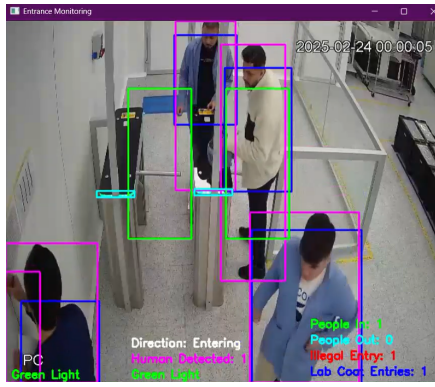 Entrance Monitoring
2025-02-24 00:00:05
Direction: Entering
Human Detected: 1
Green Light
PC
Green Light
People In: 1
People Out: 0
Illegal Entry: 1
Lab Coat Entries: 1